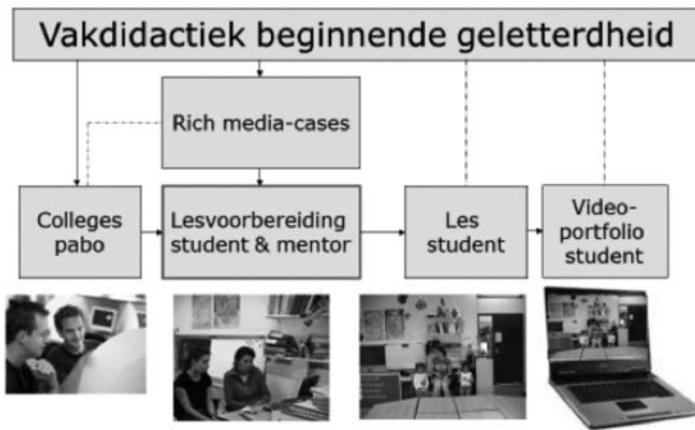 Vakdidactiek beginnende geletterdheid
Rich media-cases
Colleges
pabo
Lesvoorbereiding
student & mentor
Les
student
Video-
portfolio
student